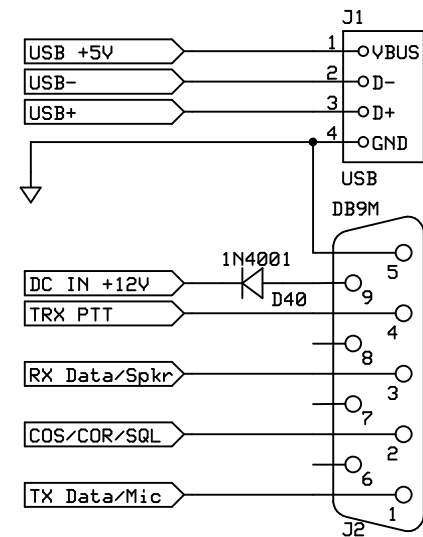 J1
USB +5V 1 VBUS
USB- 2 D-
USB+ 3 D+
4 GND
USB
DB9M
5
1N4001
DC IN +12V D40 9
TRX PTT 4
8
RX Data/Spkr 3
7
COS/COR/SQL 2
6
TX Data/Mic 1
J2